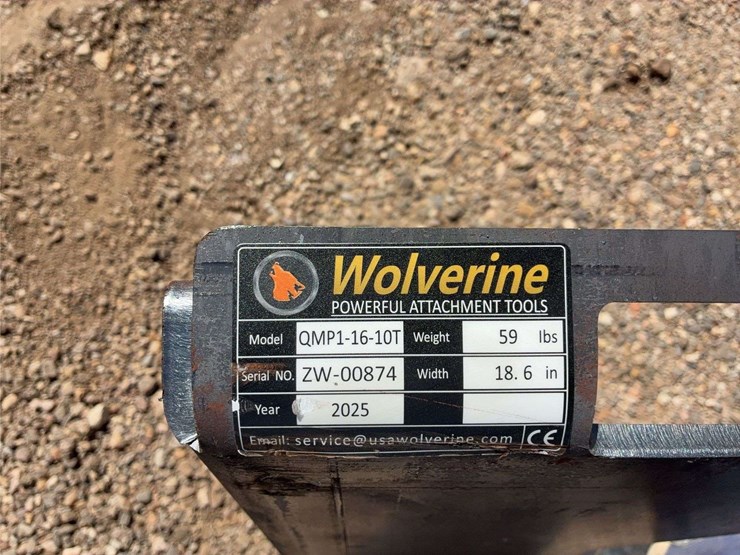 Wolverine
POWERFUL ATTACHMENT TOOLS
Model QMP1-16-10T Weight 59 lbs
Serial NO. ZW-00874 Width 18.6 in
Year 2025
Email: service@usawolverine.com CE